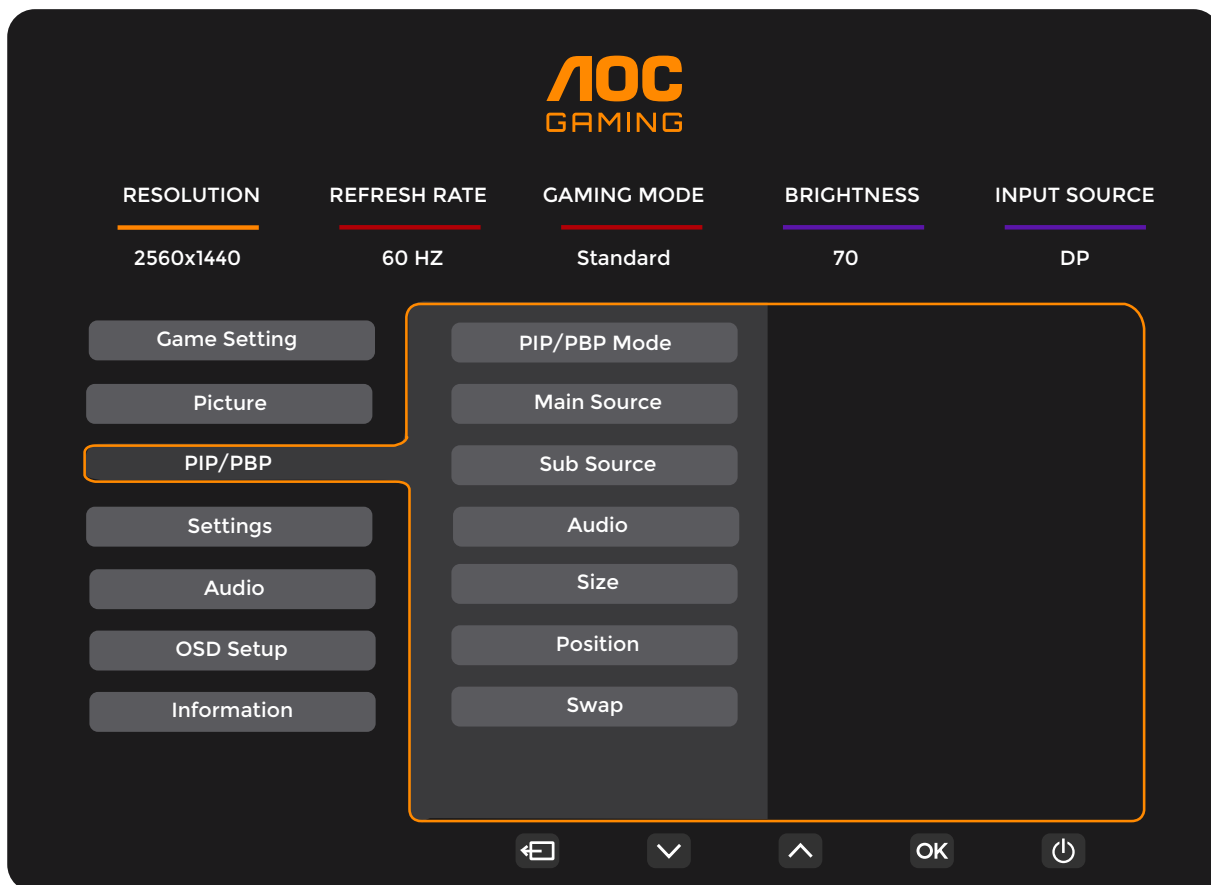 AOC
GAMING
RESOLUTION REFRESH RATE GAMING MODE BRIGHTNESS INPUT SOURCE
2560x1440 60 HZ Standard 70 DP
Game Setting PIP/PBP Mode
Picture Main Source
PIP/PBP Sub Source
Settings Audio
Audio Size
OSD Setup Position
Information Swap
OK